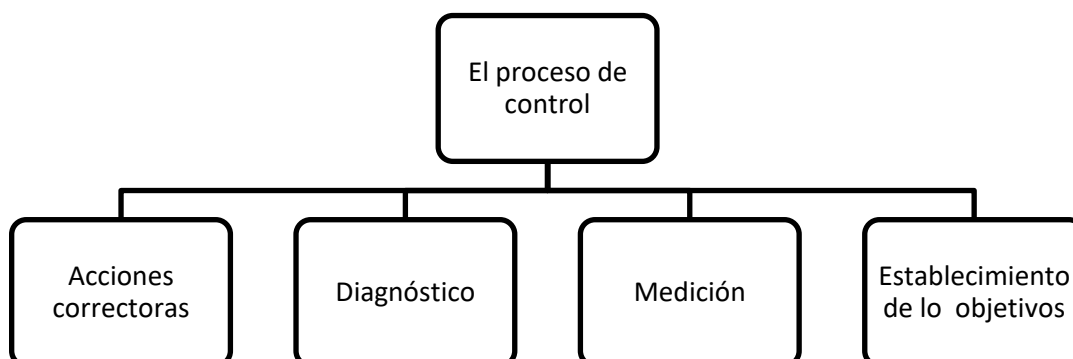 El proceso de
control
Acciones
correctoras
Diagnóstico
Medición
Establecimiento
de lo objetivos